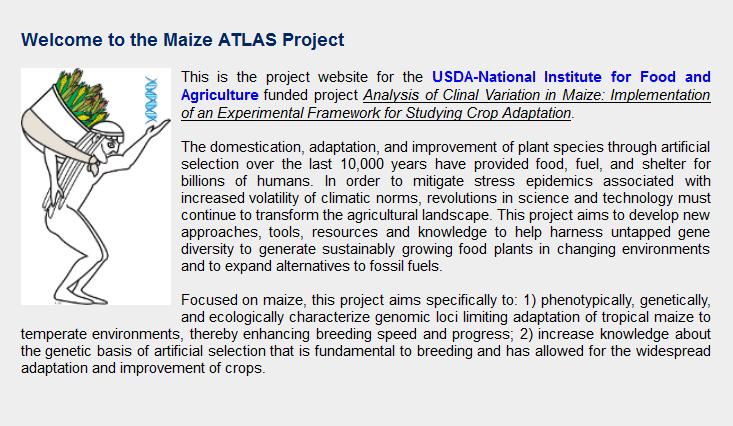 Welcome to the Maize ATLAS Project
This is the project website for the USDA-National Institute for Food and
Agriculture funded project Analysis of Clinal Variation in Maize: Implementation
of an Experimental Framework for Studying Crop Adaptation.
The domestication, adaptation, and improvement of plant species through artificial
selection over the last 10,000 years have provided food, fuel, and shelter for
billions of humans. In order to mitigate stress epidemics associated with
increased volatility of climatic norms, revolutions in science and technology must
continue to transform the agricultural landscape. This project aims to develop new
approaches, tools, resources and knowledge to help harness untapped gene
diversity to generate sustainably growing food plants in changing environments
and to expand alternatives to fossil fuels.
Focused on maize, this project aims specifically to: 1) phenotypically, genetically,
and ecologically characterize genomic loci limiting adaptation of tropical maize to
temperate environments, thereby enhancing breeding speed and progress; 2) increase knowledge about
the genetic basis of artificial selection that is fundamental to breeding and has allowed for the widespread
adaptation and improvement of crops.